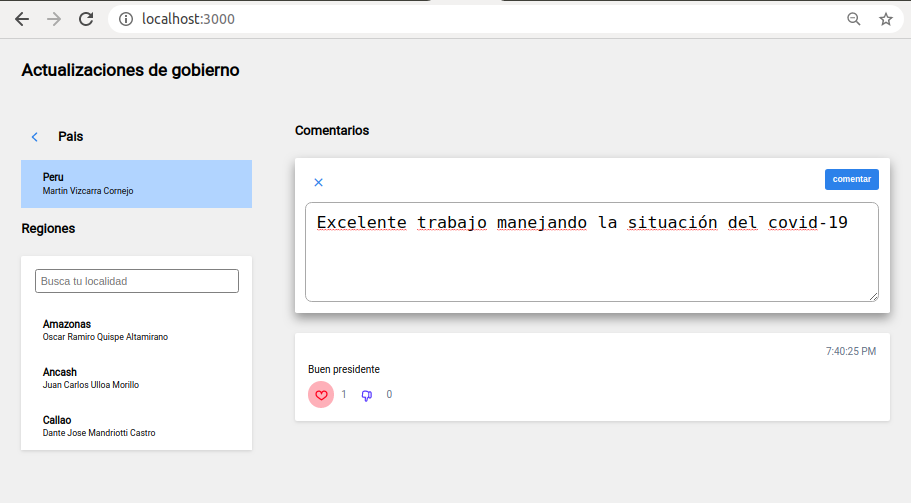 localhost:3000
Actualizaciones de gobierno
Pais
Peru
Martín Vizcarra Cornejo
Regiones
Busca tu localidad
Amazonas
Oscar Ramiro Quispe Altamirano
Ancash
Juan Carlos Ulloa Morillo
Callao
Dante Jose Mandriotti Castro
Comentarios
comentar
Excelente trabajo manejando la situación del covid-19
7:40:25 PM
Buen presidente
1 0